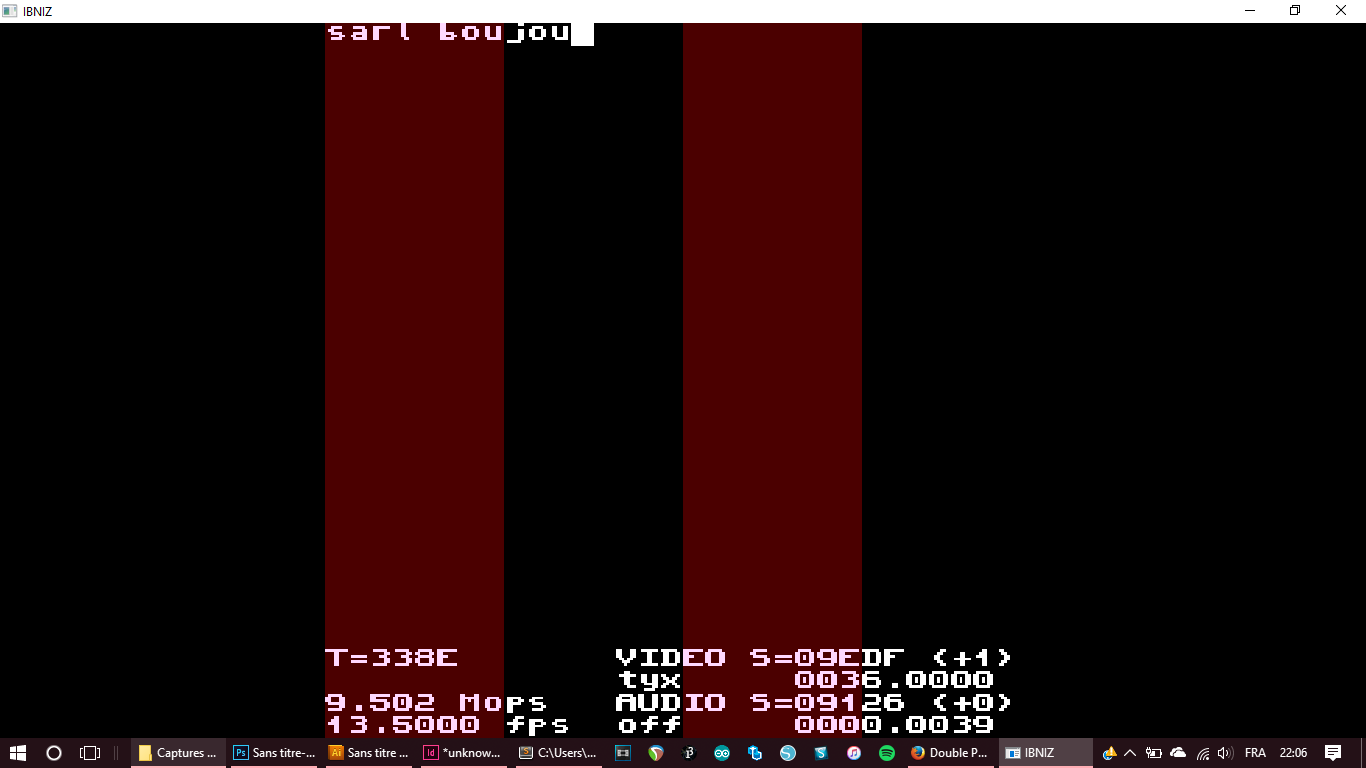 IBNIZ
sarl boujou
T=338E VIDEO S=09EDF (+1)
tyx 0036.0000
9.502 Mops AUDIO S=09126 (+0)
13.5000 fps off 0000.0039
Captures ... Sans titre-... Sans titre ... *unknow... C:\Users\... Double P... IBNIZ FRA 22:06